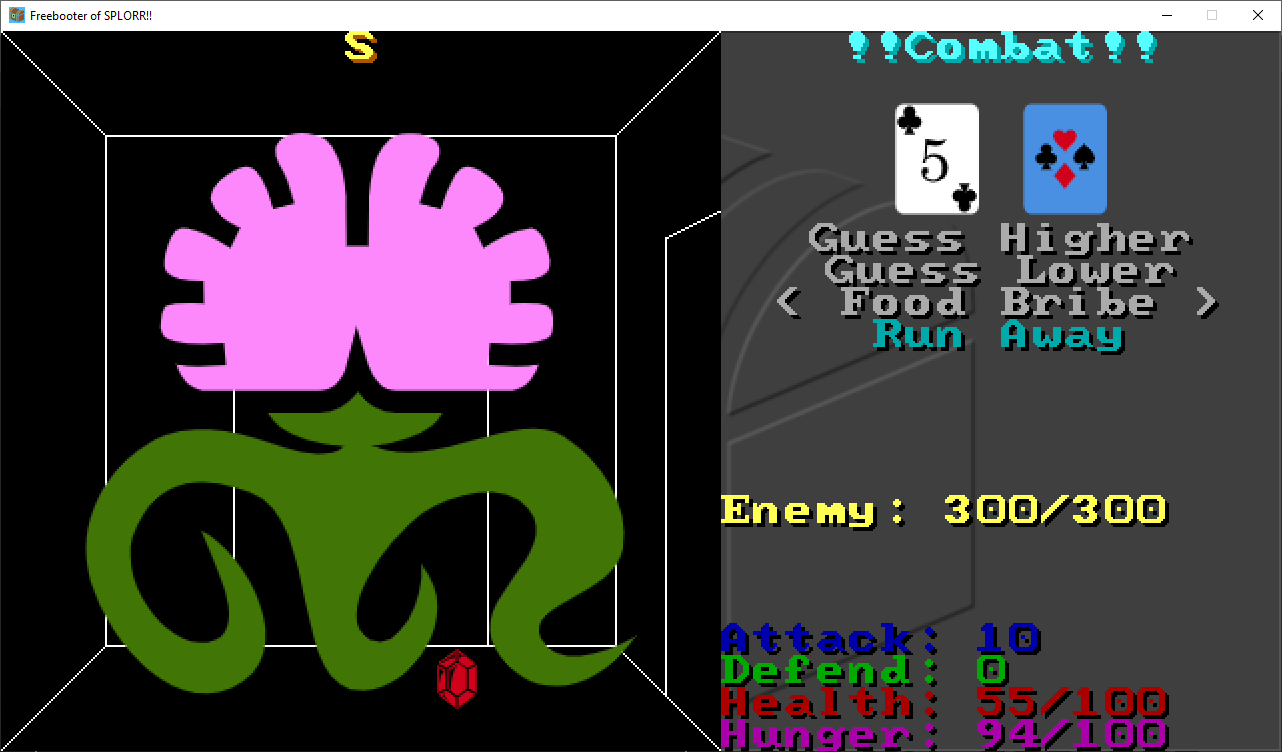 Freebooter of SPLORR!!
S
!!Combat!!
5
Guess Higher
Guess Lower
< Food Bribe >
Run Away
Enemy: 300/300
Attack: 10
Defend: 0
Health: 55/100
Hunger: 94/100